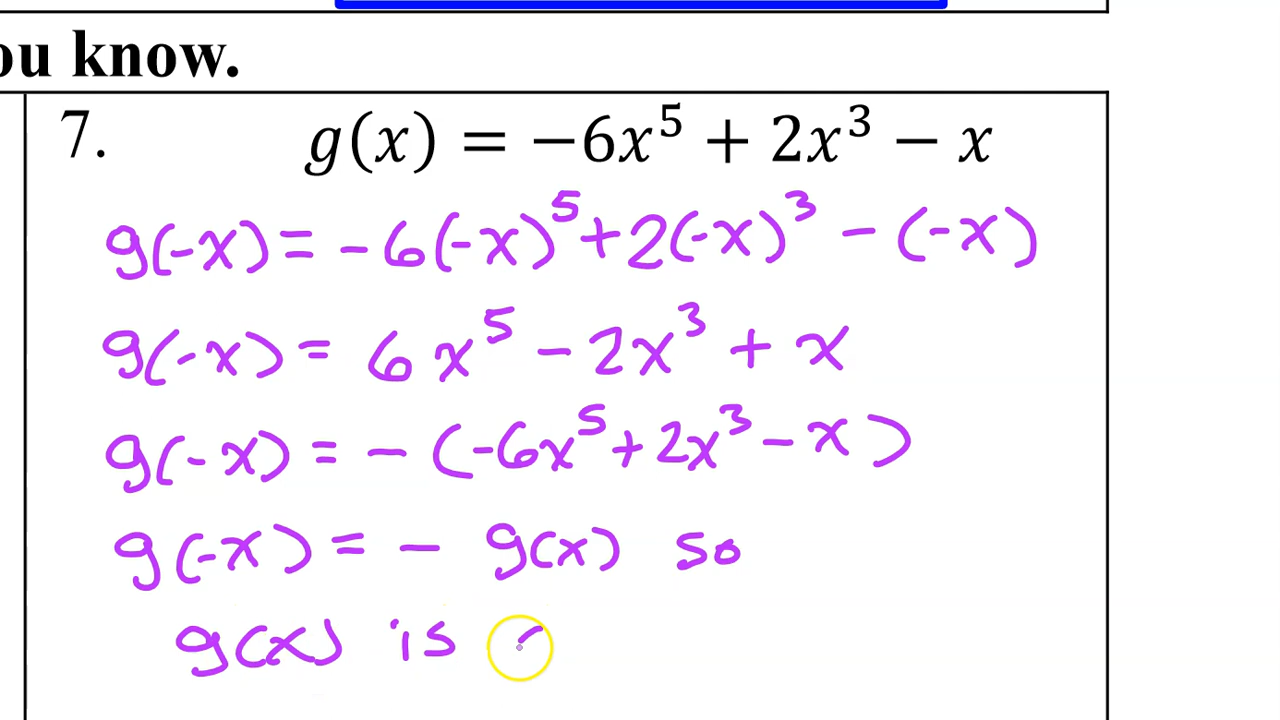 ou know.
7. g(x) = −6x⁵ + 2x³ − x
g(-x) = -6(-x)⁵ + 2(-x)³ - (-x)
g(-x) = 6x⁵ - 2x³ + x
g(-x) = - (-6x⁵ + 2x³ - x)
g(-x) = - g(x) so
g(x) is